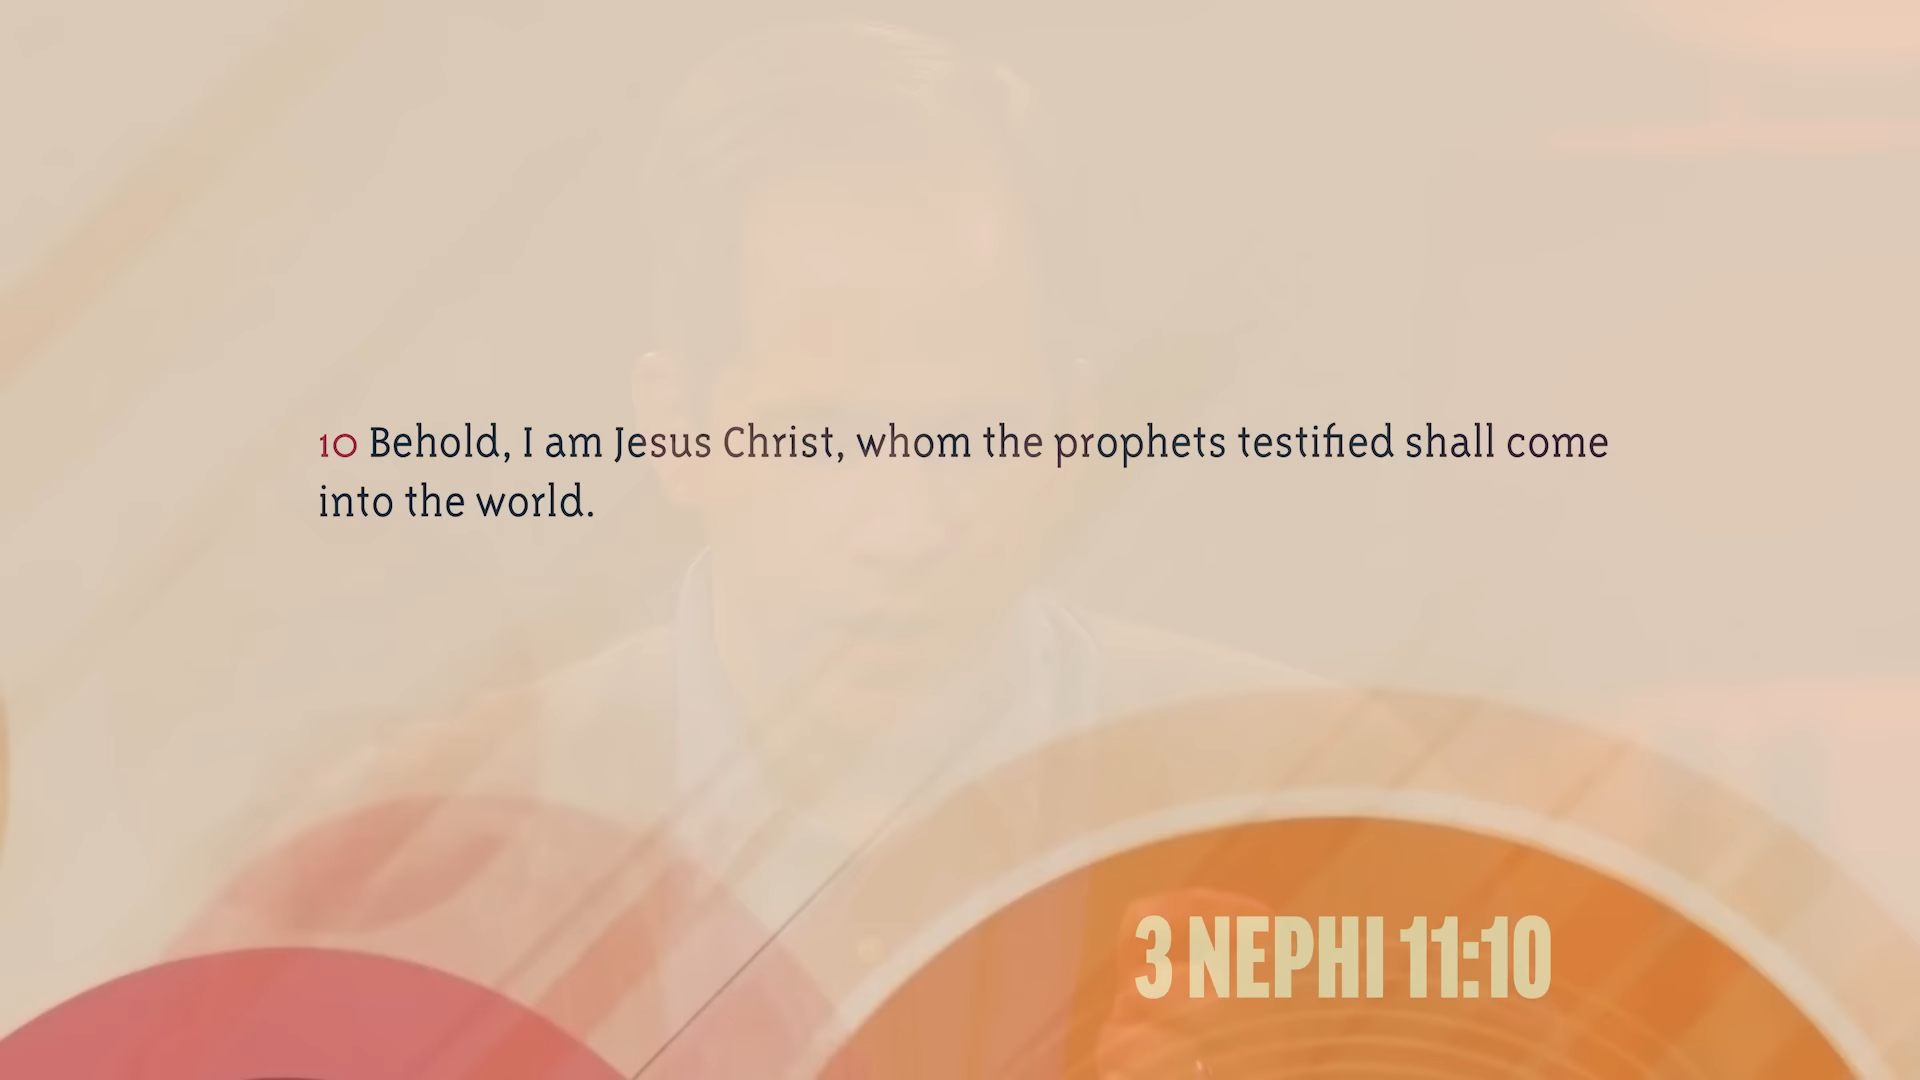 10 Behold, I am Jesus Christ, whom the prophets testified shall come
into the world.
3 NEPHI 11:10